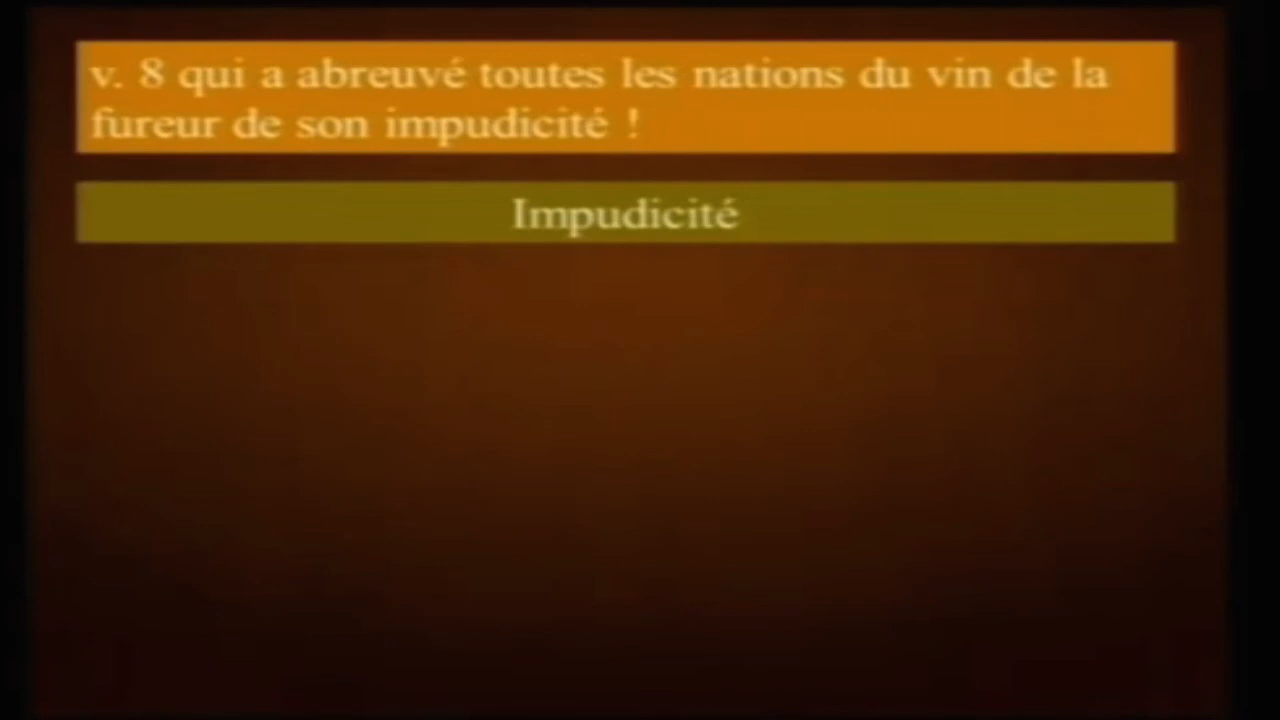 v. 8 qui a abreuvé toutes les nations du vin de la
fureur de son impudicité !
Impudicité